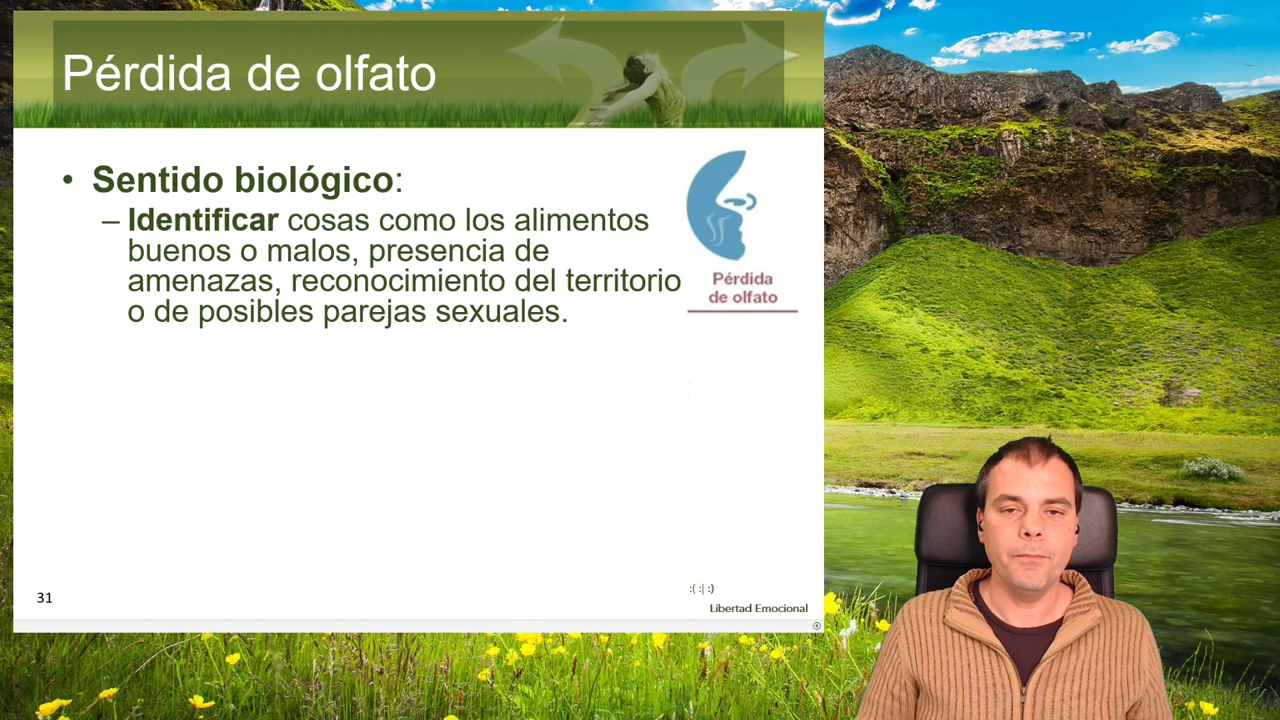 Pérdida de olfato
• Sentido biológico:
– Identificar cosas como los alimentos
buenos o malos, presencia de
amenazas, reconocimiento del territorio
o de posibles parejas sexuales.
Pérdida
de olfato
31
:( :| :)
Libertad Emocional